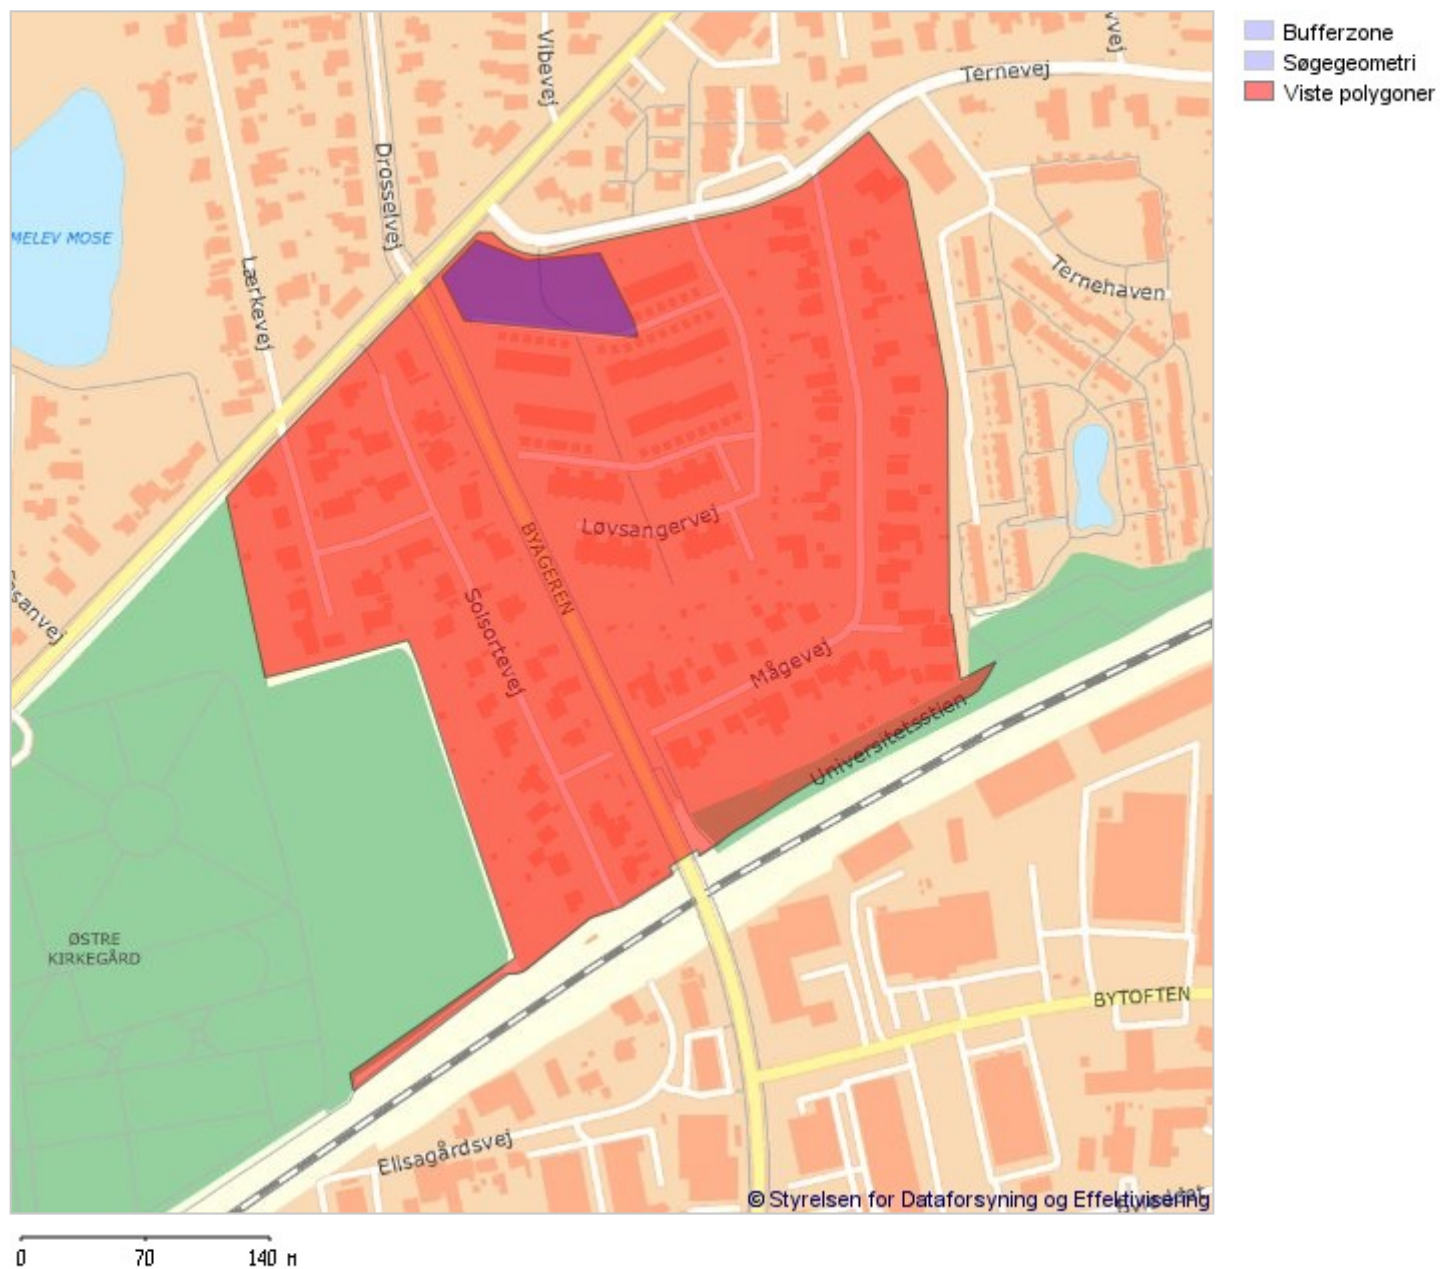 Bufferzone
Søgegeometri
Viste polygoner
Vibevej
Ternevej
Drosselvej
MELEV MOSE
Lærkevej
Ternehaven
Løvsangervej
BYAGEREN
Solsortevej
Mågevej
Universitetsstien
ØSTRE
KIRKEGÅRD
BYTOFTEN
Elisagårdsvej
© Styrelsen for Dataforsyning og Effektivisering
0 70 140 M